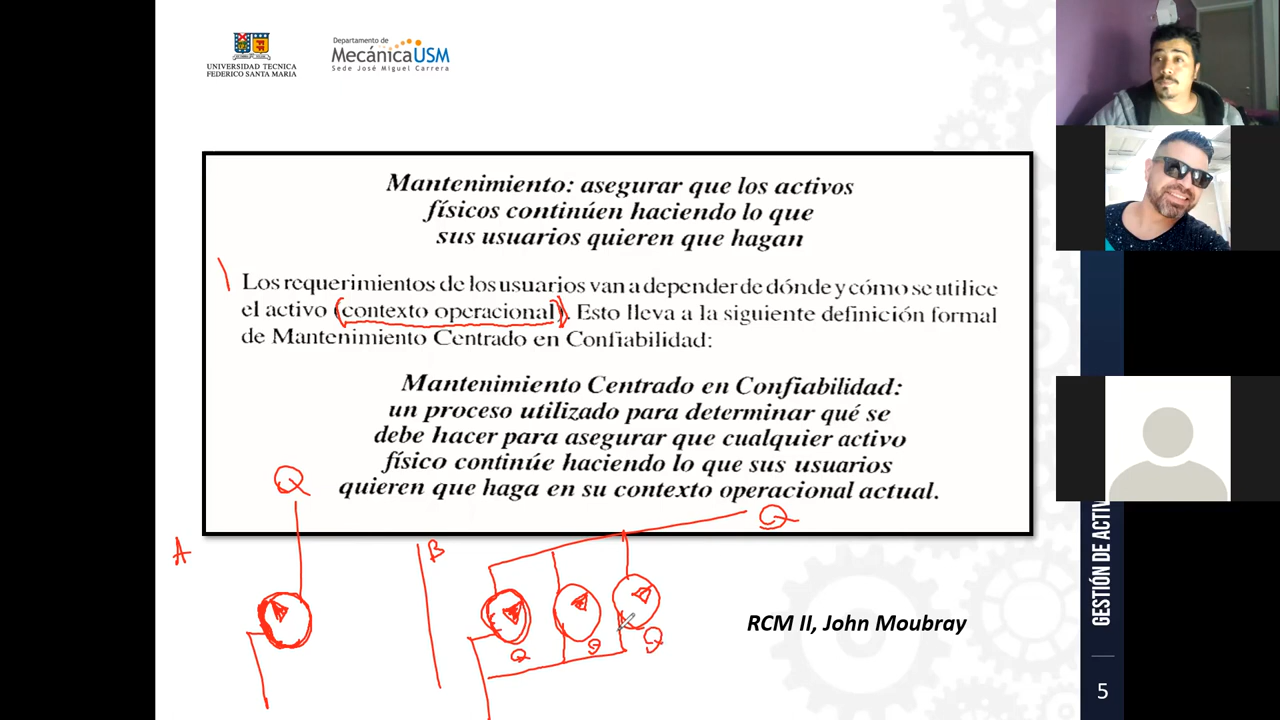 UNIVERSIDAD TECNICA
FEDERICO SANTA MARIA
Departamento de
MecánicaUSM
Sede José Miguel Carrera
Mantenimiento: asegurar que los activos
físicos continúen haciendo lo que
sus usuarios quieren que hagan
Los requerimientos de los usuarios van a depender de dónde y cómo se utilice
el activo (contexto operacional). Esto lleva a la siguiente definición formal
de Mantenimiento Centrado en Confiabilidad:
Mantenimiento Centrado en Confiabilidad:
un proceso utilizado para determinar qué se
debe hacer para asegurar que cualquier activo
físico continúe haciendo lo que sus usuarios
quieren que haga en su contexto operacional actual.
Q
A
B
Q
Q
Q
RCM II, John Moubray
GESTIÓN DE ACTIV
5